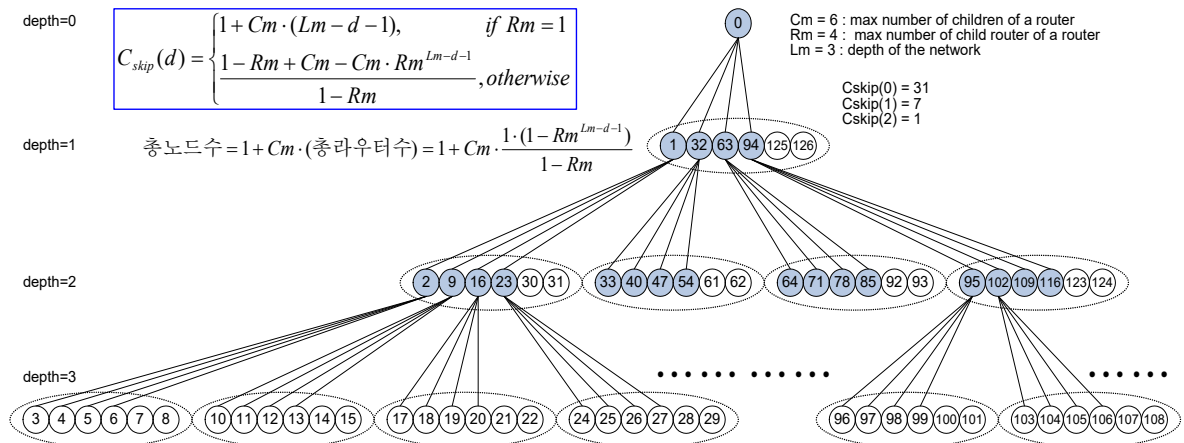 depth=0
C_{skip}(d) = { 1 + Cm · (Lm − d − 1), if Rm = 1
(1 − Rm + Cm − Cm · Rm^{Lm−d−1}) / (1 − Rm), otherwise
0
Cm = 6 : max number of children of a router
Rm = 4 : max number of child router of a router
Lm = 3 : depth of the network
Cskip(0) = 31
Cskip(1) = 7
Cskip(2) = 1
depth=1
총노드수 = 1 + Cm · (총라우터수) = 1 + Cm · (1 · (1 − Rm^{Lm−d−1})) / (1 − Rm)
1 32 63 94 125 126
depth=2
2 9 16 23 30 31 33 40 47 54 61 62 64 71 78 85 92 93 95 102 109 116 123 124
depth=3
3 4 5 6 7 8 10 11 12 13 14 15 17 18 19 20 21 22 24 25 26 27 28 29 96 97 98 99 100 101 103 104 105 106 107 108